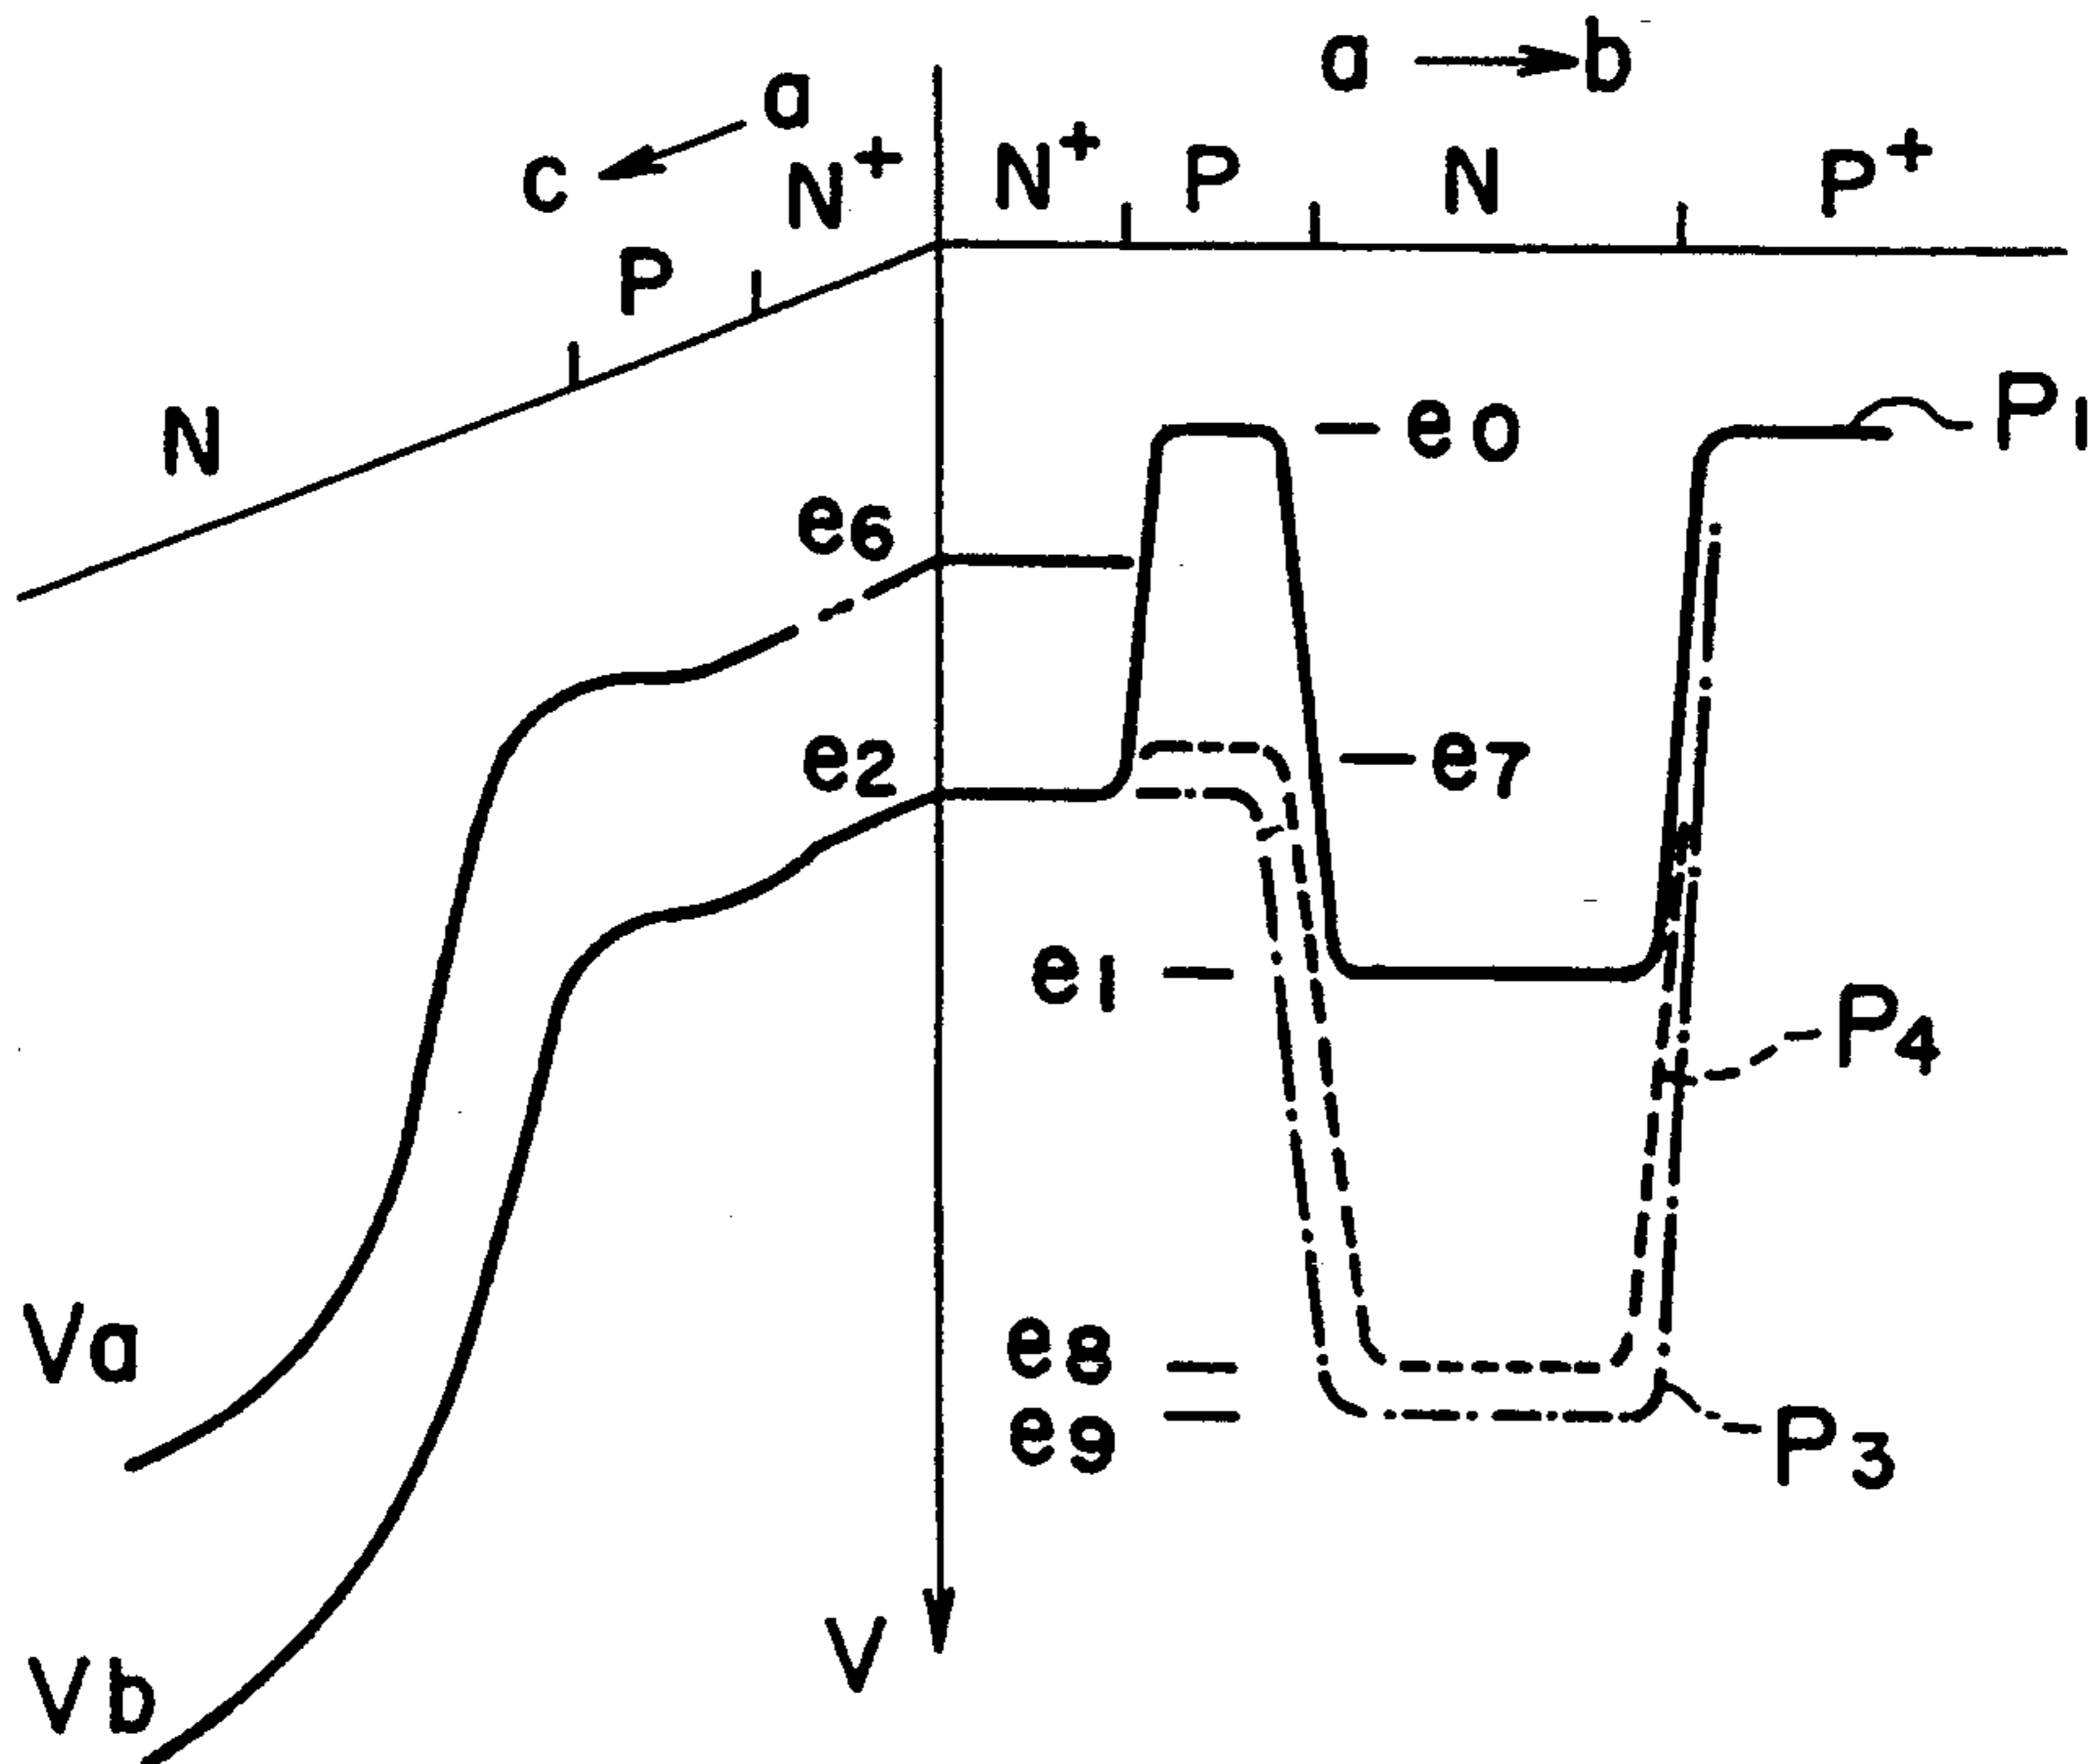 a → b
c ← a
N+ N+ P N P+
P
N
P1
e0
e6
e2
e7
e1
P4
Va
e8
e9
P3
V
Vb